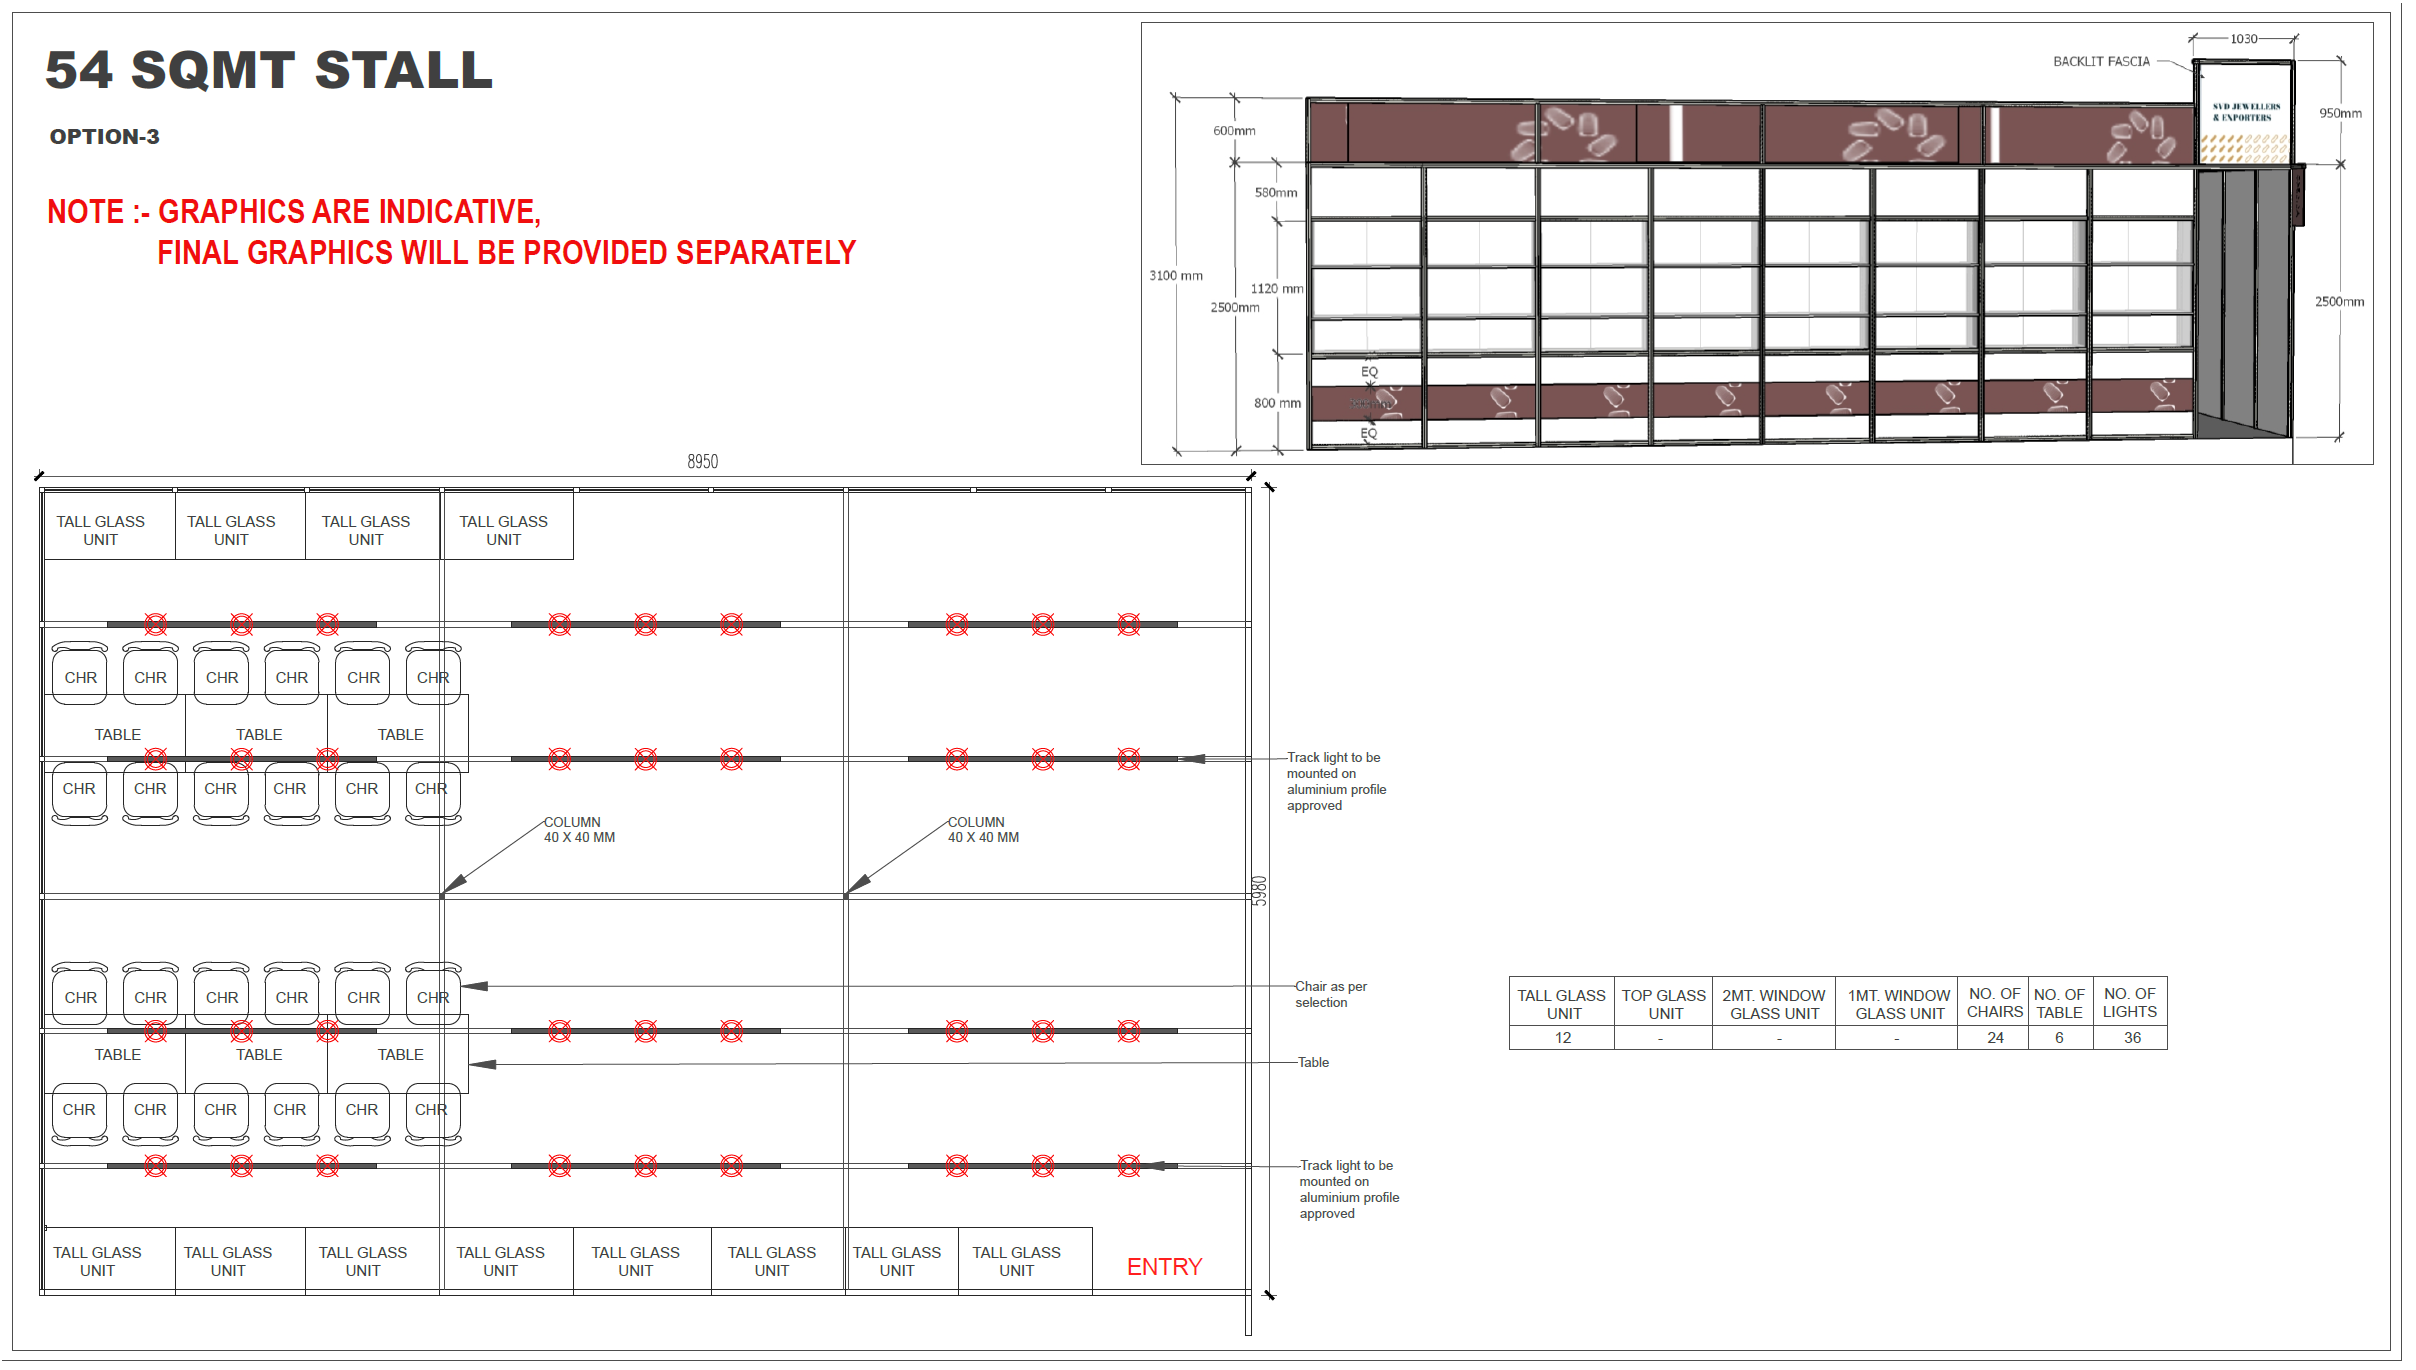 54 SQMT STALL
OPTION-3
NOTE :- GRAPHICS ARE INDICATIVE,
FINAL GRAPHICS WILL BE PROVIDED SEPARATELY
1030
BACKLIT FASCIA
SVD JEWELLERS
& EXPORTERS
950mm
600mm
580mm
3100 mm
1120 mm
2500mm
2500mm
EQ
800 mm
EQ
8950
TALL GLASS
UNIT
TALL GLASS
UNIT
TALL GLASS
UNIT
TALL GLASS
UNIT
CHR CHR CHR CHR CHR CHR
TABLE TABLE TABLE
CHR CHR CHR CHR CHR CHR
Track light to be
mounted on
aluminium profile
approved
COLUMN
40 X 40 MM
COLUMN
40 X 40 MM
5980
CHR CHR CHR CHR CHR CHR
Chair as per
selection
TABLE TABLE TABLE
Table
CHR CHR CHR CHR CHR CHR
Track light to be
mounted on
aluminium profile
approved
TALL GLASS
UNIT
TALL GLASS
UNIT
TALL GLASS
UNIT
TALL GLASS
UNIT
TALL GLASS
UNIT
TALL GLASS
UNIT
TALL GLASS
UNIT
TALL GLASS
UNIT
ENTRY
TALL GLASS
UNIT
TOP GLASS
UNIT
2MT. WINDOW
GLASS UNIT
1MT. WINDOW
GLASS UNIT
NO. OF
CHAIRS
NO. OF
TABLE
NO. OF
LIGHTS
12 - - - 24 6 36